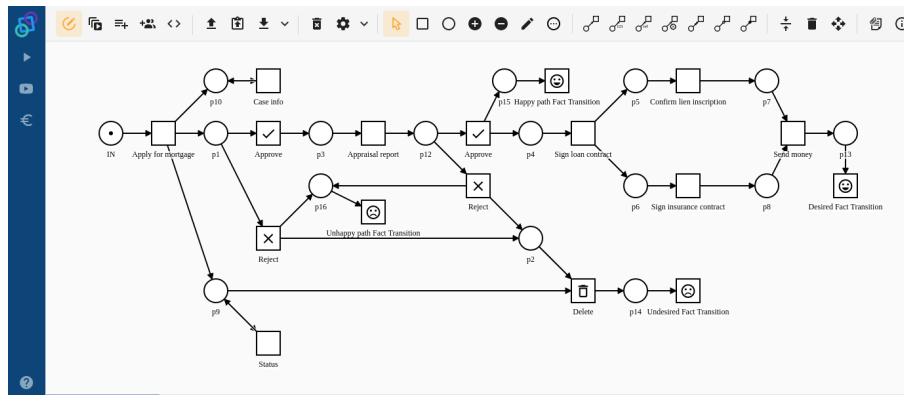 p10
Case info
p15
Happy path Fact Transition
p5
Confirm lien inscription
p7
IN
Apply for mortgage
p1
Approve
p3
Appraisal report
p12
Approve
p4
Sign loan contract
Send money
p13
p16
Reject
p6
Sign insurance contract
p8
Desired Fact Transition
Unhappy path Fact Transition
Reject
p2
p9
Delete
p14
Undesired Fact Transition
Status